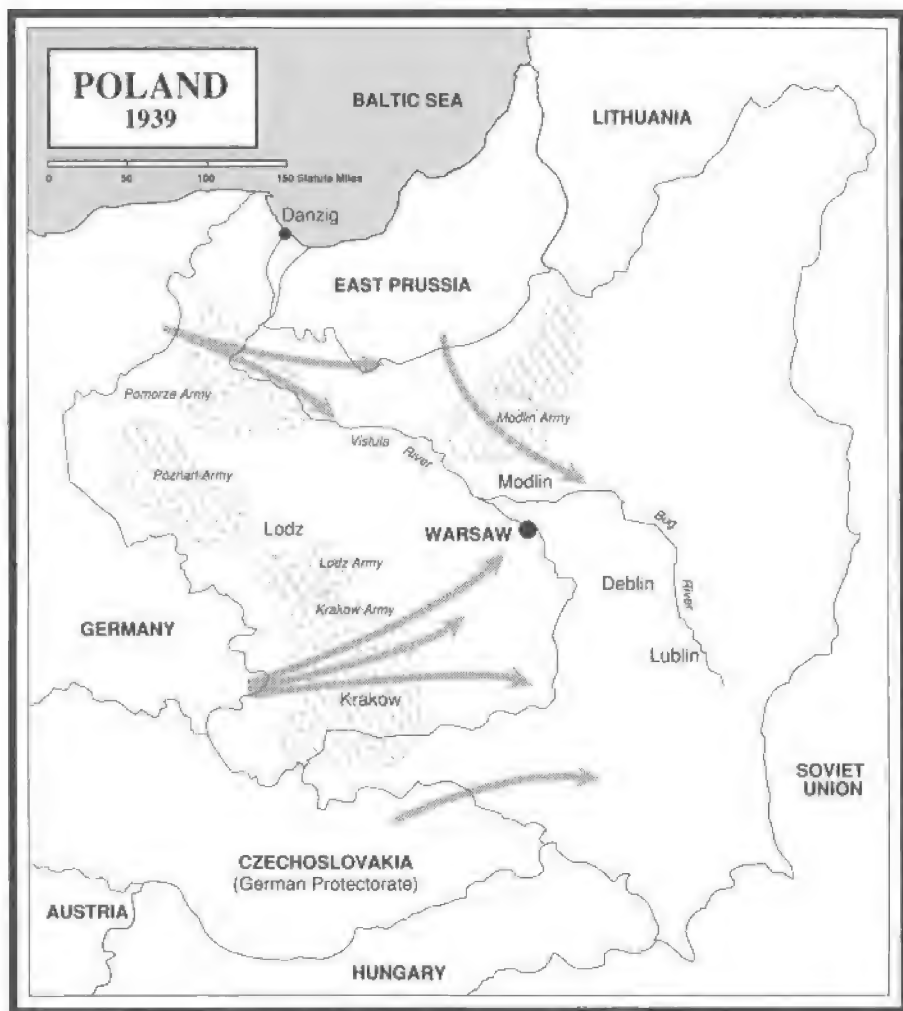 POLAND
1939
0 50 100 150 Statute Miles
BALTIC SEA
LITHUANIA
Danzig
EAST PRUSSIA
Pomorze Army
Modlin Army
Vistula
River
Poznan Army
Modlin
Bug
River
Lodz
WARSAW
Lodz Army
Deblin
Krakow Army
GERMANY
Lublin
Krakow
SOVIET
UNION
CZECHOSLOVAKIA
(German Protectorate)
AUSTRIA
HUNGARY